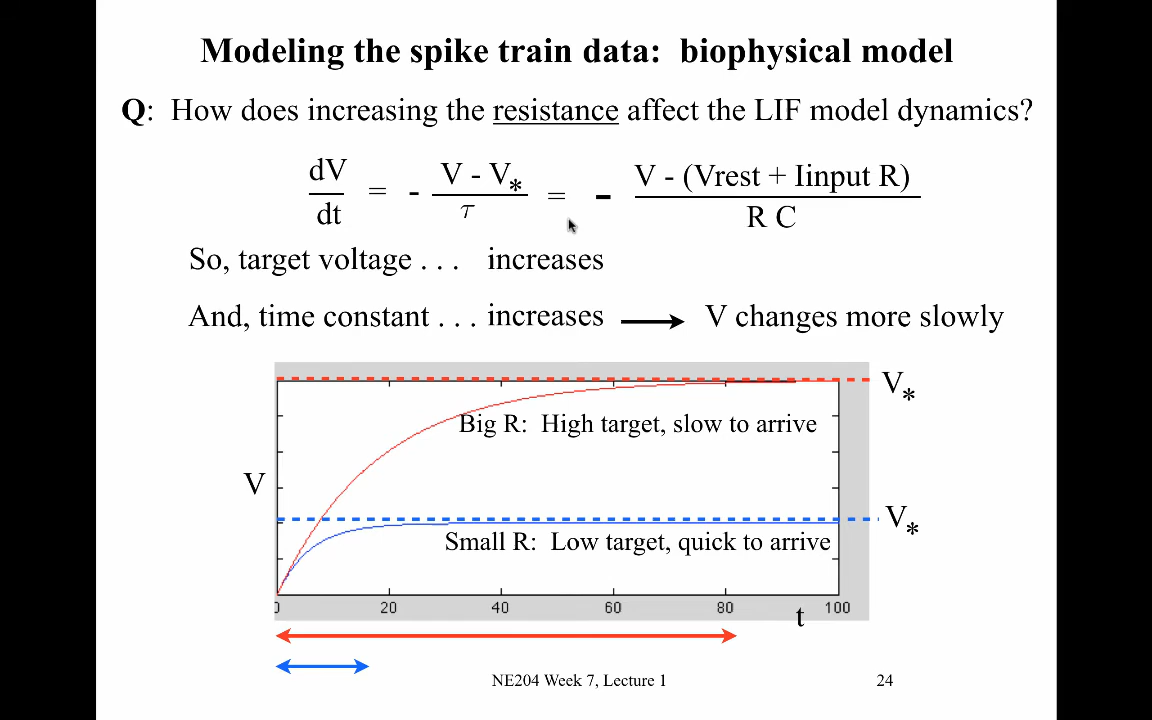 Modeling the spike train data: biophysical model
Q: How does increasing the resistance affect the LIF model dynamics?
dV
dt
= - 
V - V*
τ
= -
V - (Vrest + Iinput R)
R C
So, target voltage . . . increases
And, time constant . . . increases V changes more slowly
V*
Big R: High target, slow to arrive
V
V*
Small R: Low target, quick to arrive
0 20 40 60 80 100
t
NE204 Week 7, Lecture 1 24